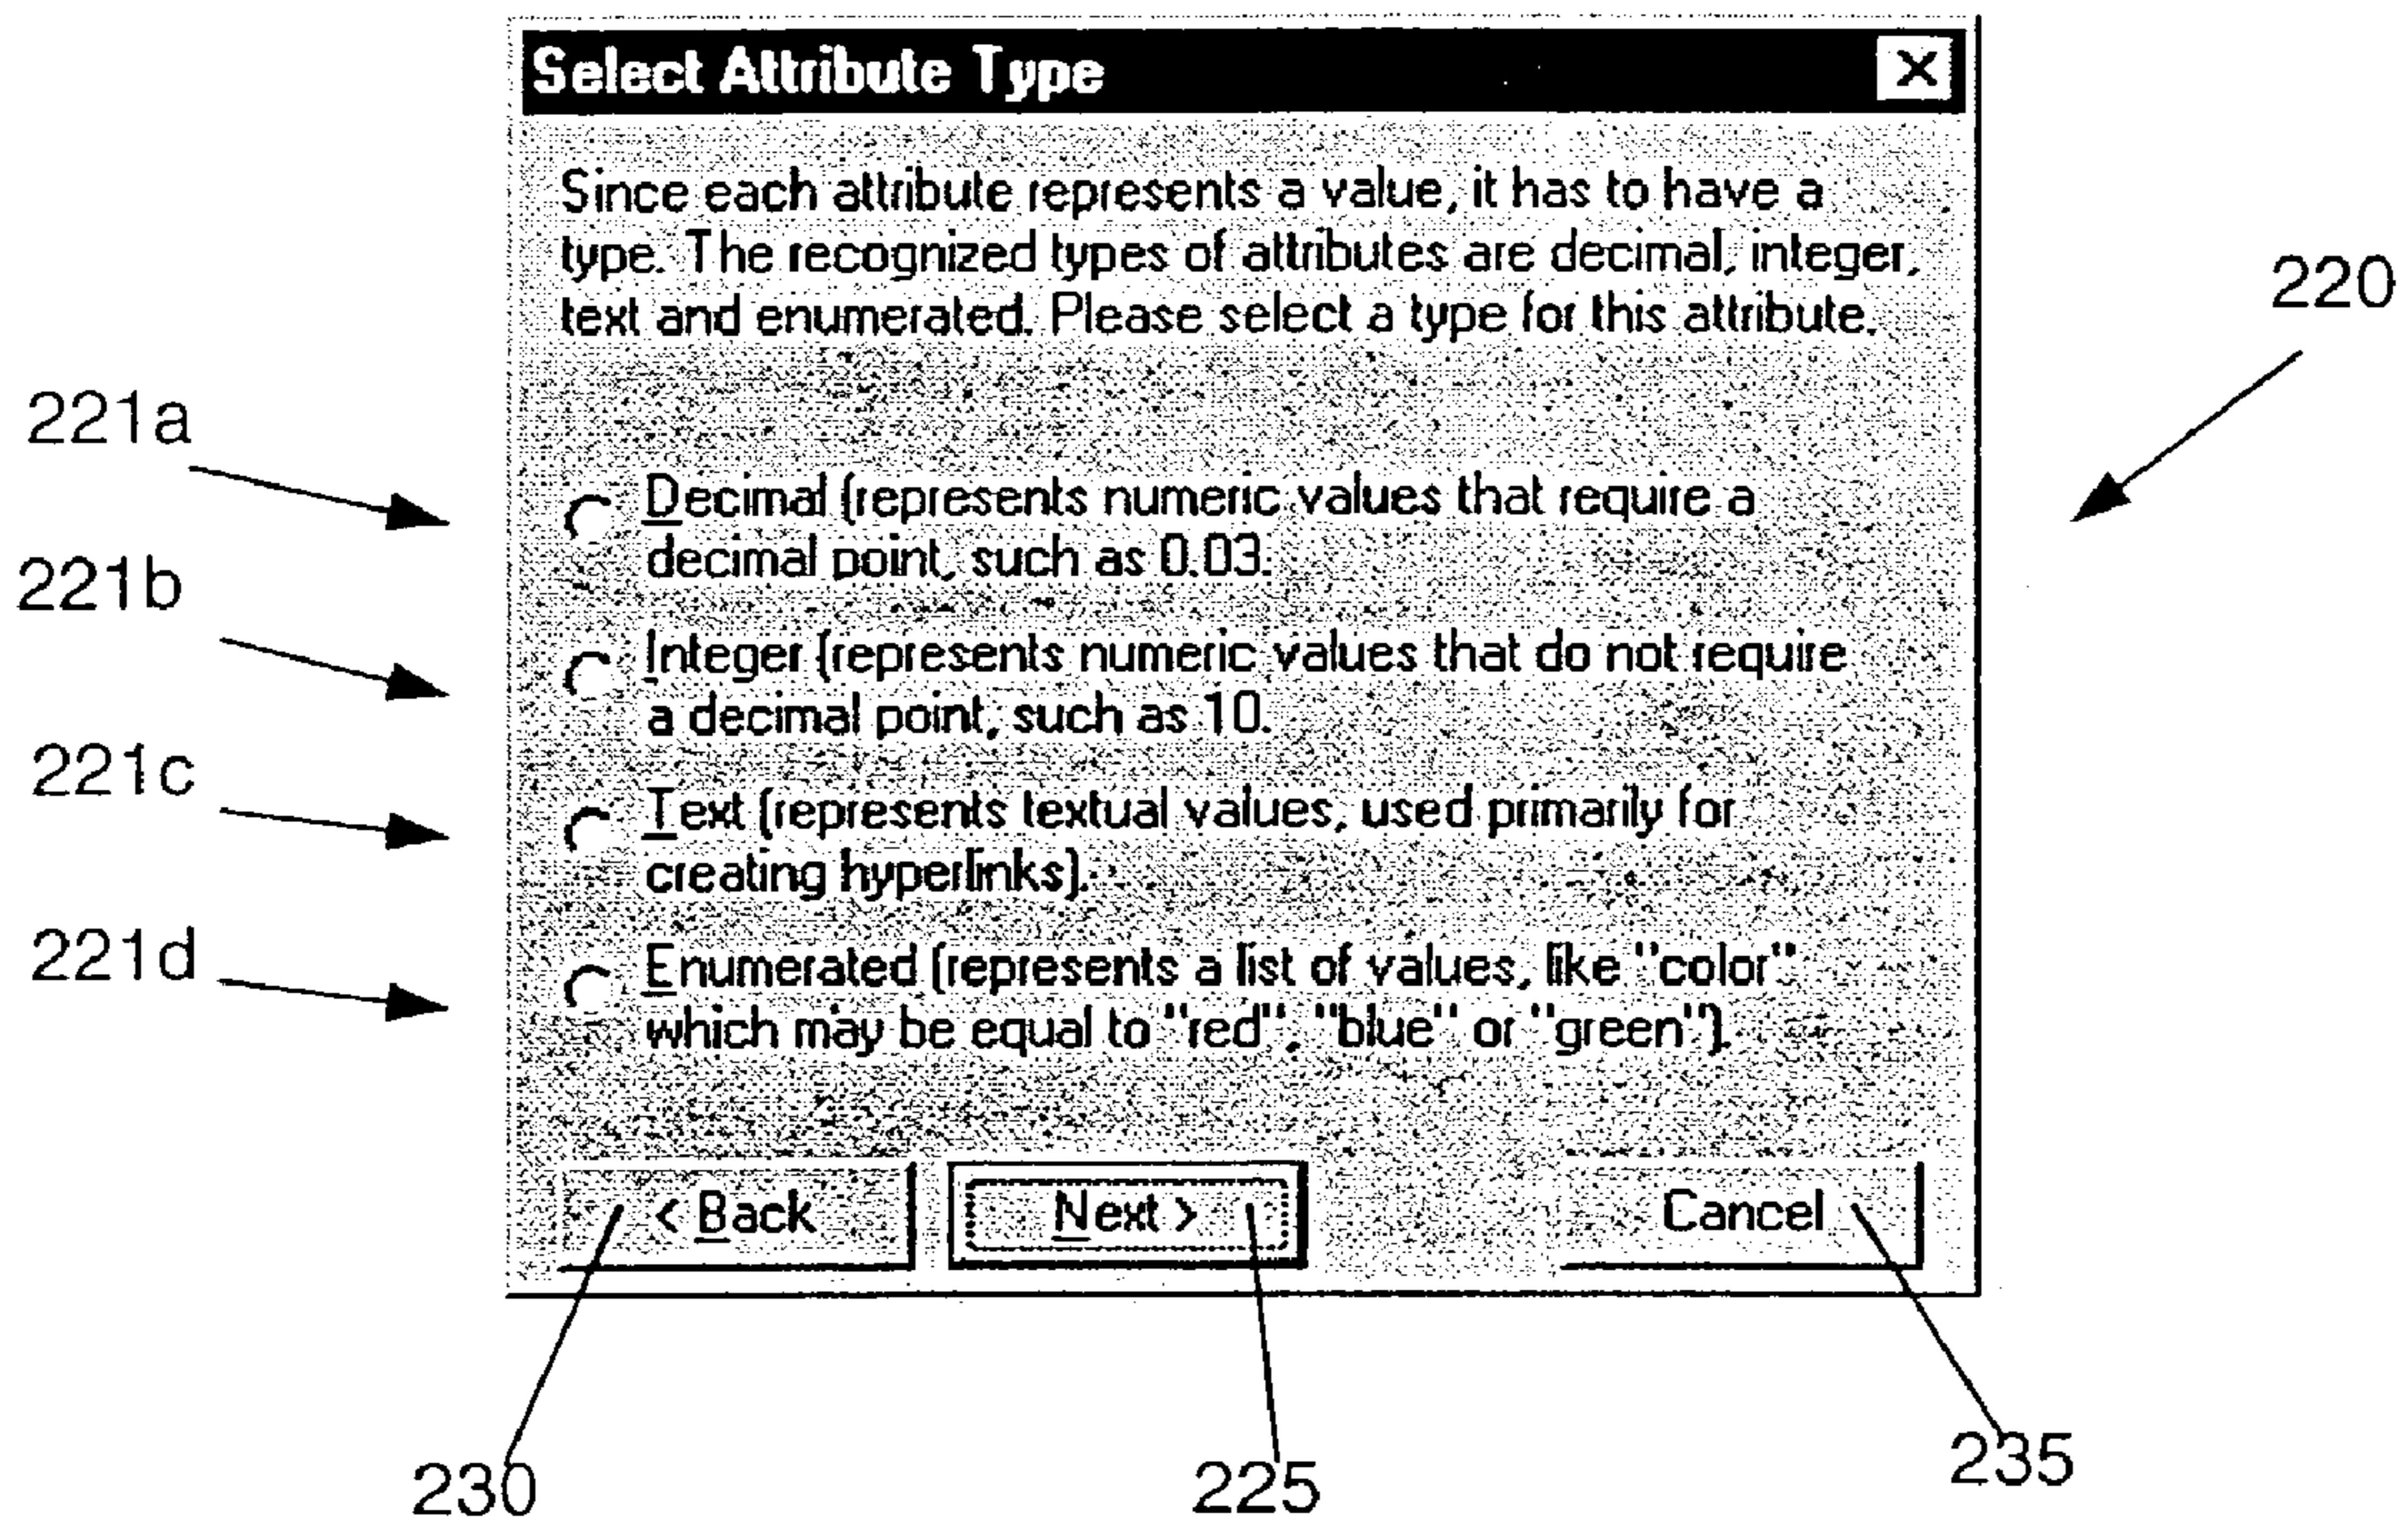 Select Attribute Type
Since each attribute represents a value, it has to have a
type. The recognized types of attributes are decimal, integer,
text and enumerated. Please select a type for this attribute.
220
221a
Decimal (represents numeric values that require a
decimal point, such as 0.03.
221b
Integer (represents numeric values that do not require
a decimal point, such as 10.
221c
Text (represents textual values, used primarily for
creating hyperlinks).
221d
Enumerated (represents a list of values, like "color"
which may be equal to "red", "blue" or "green").
< Back
Next >
Cancel
230
225
235